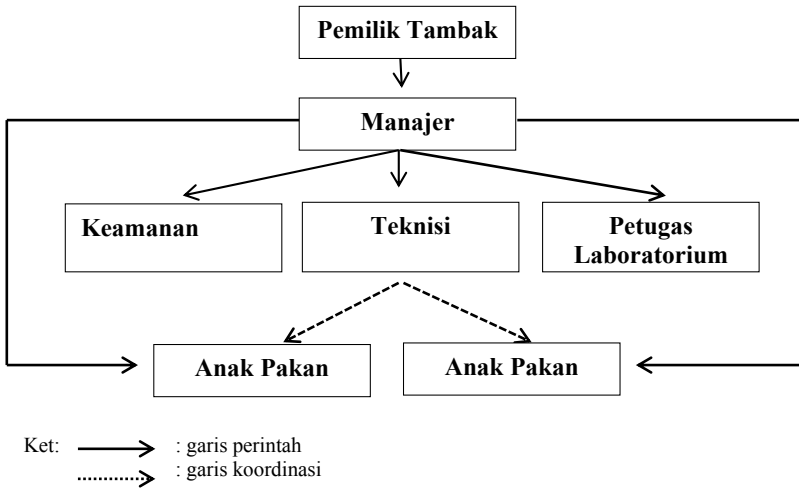 Pemilik Tambak
Manajer
Keamanan
Teknisi
Petugas
Laboratorium
Anak Pakan
Anak Pakan
Ket:
: garis perintah
: garis koordinasi